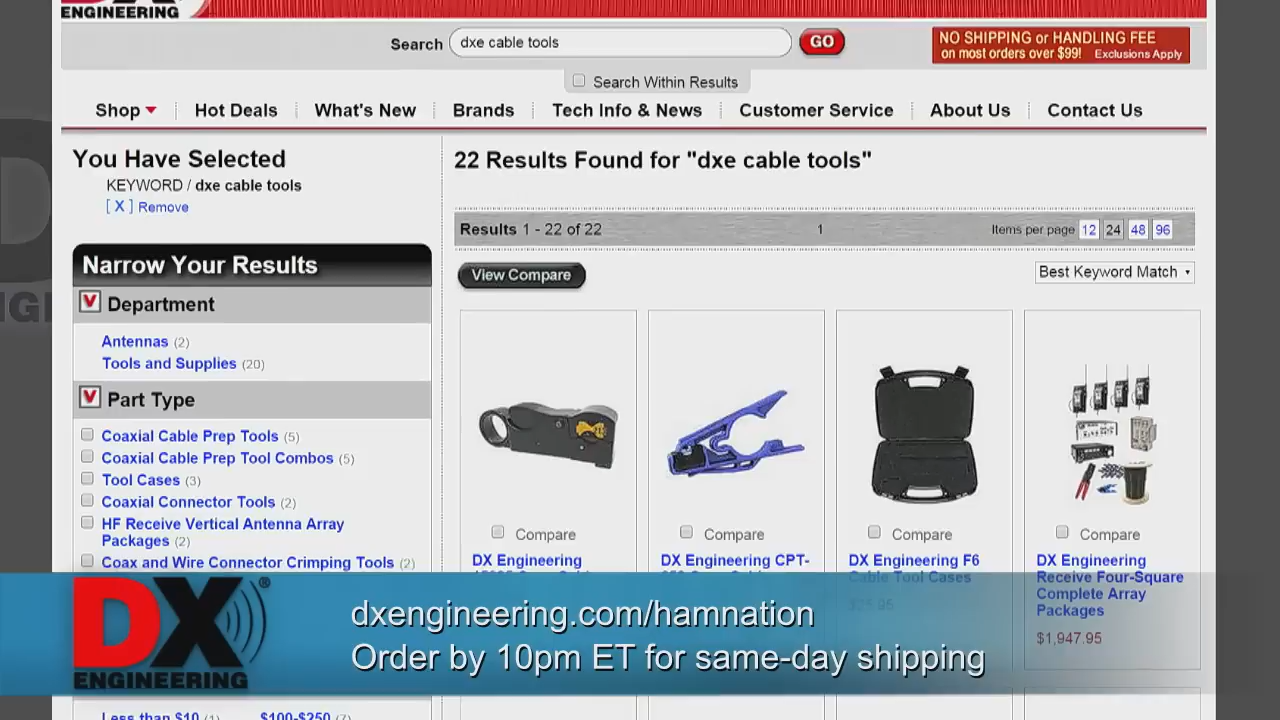 DX
ENGINEERING
Search
dxe cable tools
GO
NO SHIPPING or HANDLING FEE
on most orders over $99! Exclusions Apply
Search Within Results
Shop
Hot Deals
What's New
Brands
Tech Info & News
Customer Service
About Us
Contact Us
You Have Selected
KEYWORD / dxe cable tools
[ X ] Remove
22 Results Found for "dxe cable tools"
Results 1 - 22 of 22
1
Items per page 12 24 48 96
View Compare
Best Keyword Match
Narrow Your Results
Department
Antennas (2)
Tools and Supplies (20)
Part Type
Coaxial Cable Prep Tools (5)
Coaxial Cable Prep Tool Combos (5)
Tool Cases (3)
Coaxial Connector Tools (2)
HF Receive Vertical Antenna Array
Packages (2)
Coax and Wire Connector Crimping Tools (2)
Compare
DX Engineering
Compare
DX Engineering CPT-
Compare
DX Engineering F6
Cable Tool Cases
Compare
DX Engineering
Receive Four-Square
Complete Array
Packages
$1,947.95
DX®
ENGINEERING
dxengineering.com/hamnation
Order by 10pm ET for same-day shipping
Less than $10 (1)
$100-$250 (7)